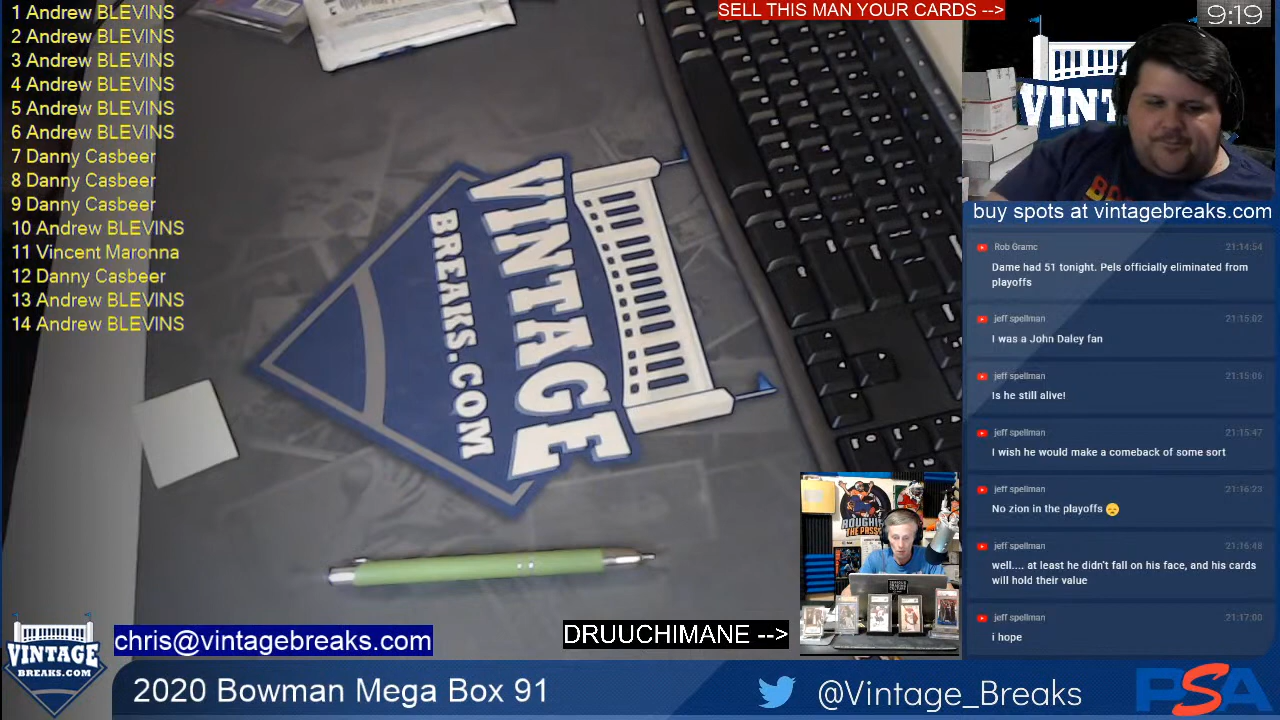 1 Andrew BLEVINS
2 Andrew BLEVINS
3 Andrew BLEVINS
4 Andrew BLEVINS
5 Andrew BLEVINS
6 Andrew BLEVINS
7 Danny Casbeer
8 Danny Casbeer
9 Danny Casbeer
10 Andrew BLEVINS
11 Vincent Maronna
12 Danny Casbeer
13 Andrew BLEVINS
14 Andrew BLEVINS
VINTAGE
BREAKS.COM
SELL THIS MAN YOUR CARDS -->
9:19
VINT
buy spots at vintagebreaks.com
Rob Gramc 21:14:54
Dame had 51 tonight. Pels officially eliminated from
playoffs
jeff spellman 21:15:02
I was a John Daley fan
jeff spellman 21:15:06
Is he still alive!
jeff spellman 21:15:47
I wish he would make a comeback of some sort
jeff spellman 21:16:23
No zion in the playoffs 😔
jeff spellman 21:16:48
well.... at least he didn't fall on his face, and his cards
will hold their value
jeff spellman 21:17:00
i hope
DRUUCHIMANE -->
chris@vintagebreaks.com
VINTAGE
BREAKS.COM
2020 Bowman Mega Box 91
@Vintage_Breaks
PSA